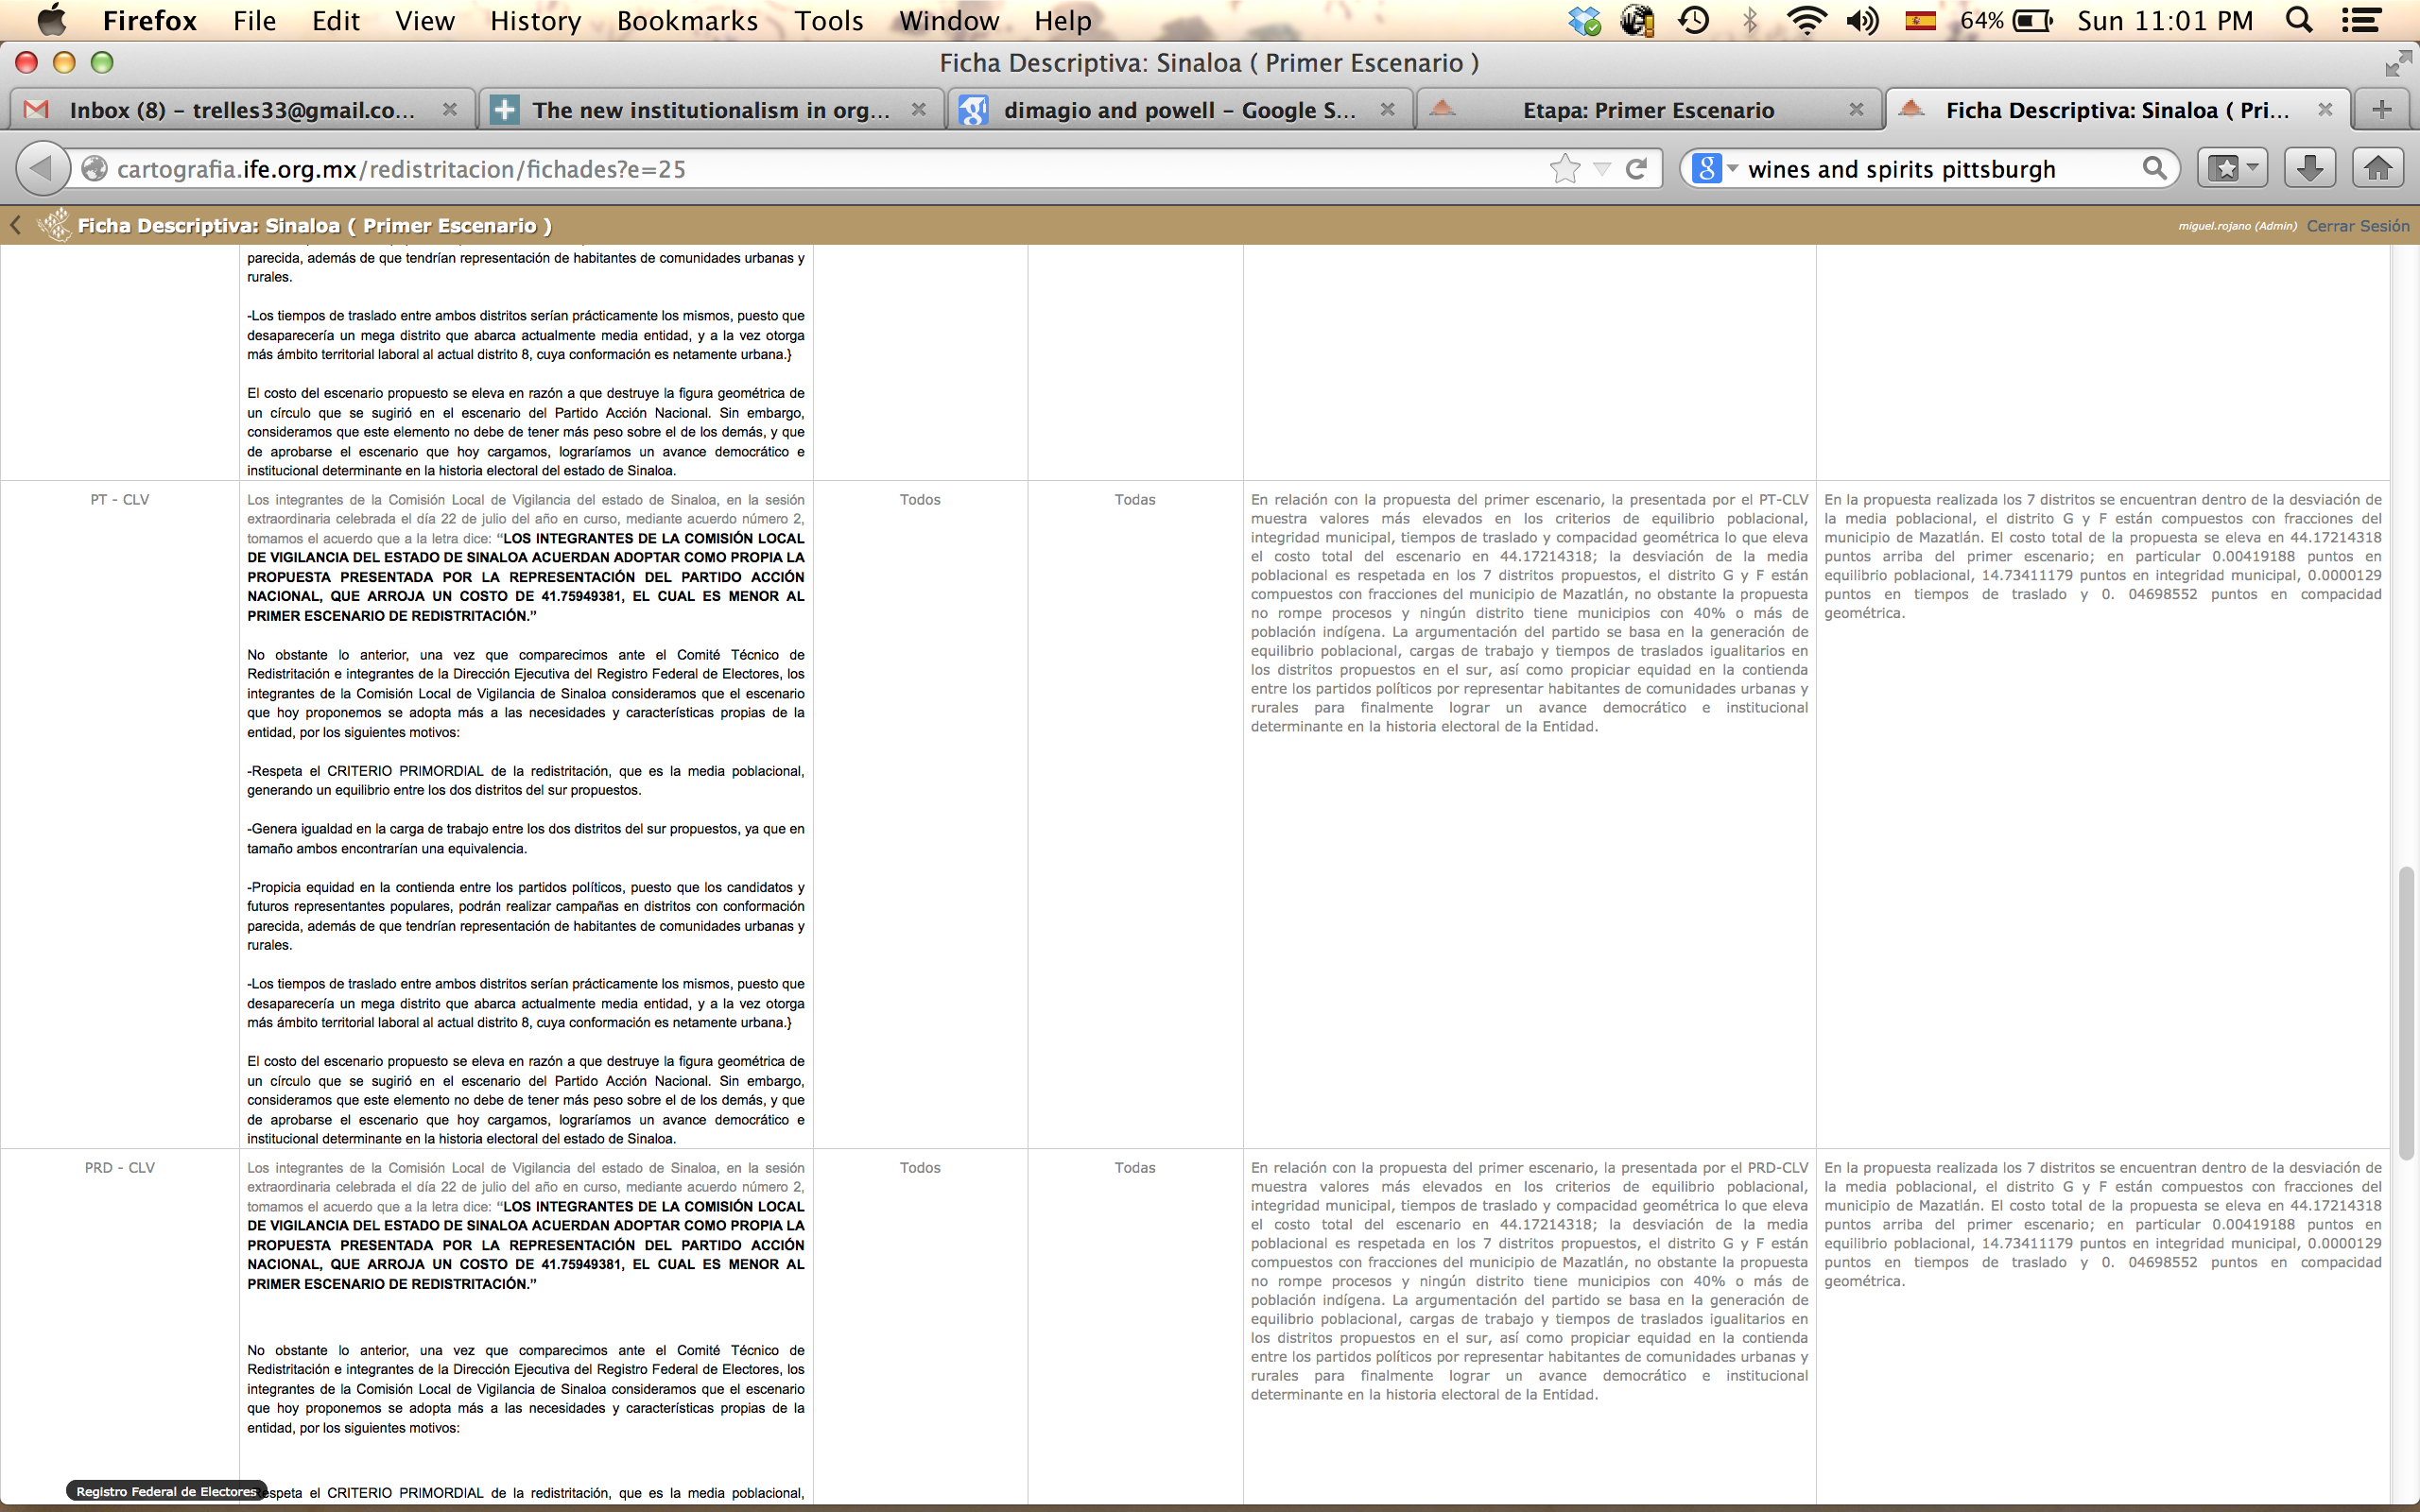 Firefox File Edit View History Bookmarks Tools Window Help 64% Sun 11:01 PM
Ficha Descriptiva: Sinaloa ( Primer Escenario )
Inbox (8) – trelles33@gmail.co... The new institutionalism in org... dimagio and powell – Google S... Etapa: Primer Escenario Ficha Descriptiva: Sinaloa ( Pri...
cartografia.ife.org.mx/redistritacion/fichades?e=25 wines and spirits pittsburgh
Ficha Descriptiva: Sinaloa ( Primer Escenario ) miguel.rojano (Admin) Cerrar Sesión
parecida, además de que tendrían representación de habitantes de comunidades urbanas y
rurales.
-Los tiempos de traslado entre ambos distritos serían prácticamente los mismos, puesto que
desaparecería un mega distrito que abarca actualmente media entidad, y a la vez otorga
más ámbito territorial laboral al actual distrito 8, cuya conformación es netamente urbana.}
El costo del escenario propuesto se eleva en razón a que destruye la figura geométrica de
un círculo que se sugirió en el escenario del Partido Acción Nacional. Sin embargo,
consideramos que este elemento no debe de tener más peso sobre el de los demás, y que
de aprobarse el escenario que hoy cargamos, lograríamos un avance democrático e
institucional determinante en la historia electoral del estado de Sinaloa.
PT - CLV
Los integrantes de la Comisión Local de Vigilancia del estado de Sinaloa, en la sesión
extraordinaria celebrada el día 22 de julio del año en curso, mediante acuerdo número 2,
tomamos el acuerdo que a la letra dice: “LOS INTEGRANTES DE LA COMISIÓN LOCAL
DE VIGILANCIA DEL ESTADO DE SINALOA ACUERDAN ADOPTAR COMO PROPIA LA
PROPUESTA PRESENTADA POR LA REPRESENTACIÓN DEL PARTIDO ACCIÓN
NACIONAL, QUE ARROJA UN COSTO DE 41.75949381, EL CUAL ES MENOR AL
PRIMER ESCENARIO DE REDISTRITACIÓN.”
No obstante lo anterior, una vez que comparecimos ante el Comité Técnico de
Redistritación e integrantes de la Dirección Ejecutiva del Registro Federal de Electores, los
integrantes de la Comisión Local de Vigilancia de Sinaloa consideramos que el escenario
que hoy proponemos se adopta más a las necesidades y características propias de la
entidad, por los siguientes motivos:
-Respeta el CRITERIO PRIMORDIAL de la redistritación, que es la media poblacional,
generando un equilibrio entre los dos distritos del sur propuestos.
-Genera igualdad en la carga de trabajo entre los dos distritos del sur propuestos, ya que en
tamaño ambos encontrarían una equivalencia.
-Propicia equidad en la contienda entre los partidos políticos, puesto que los candidatos y
futuros representantes populares, podrán realizar campañas en distritos con conformación
parecida, además de que tendrían representación de habitantes de comunidades urbanas y
rurales.
-Los tiempos de traslado entre ambos distritos serían prácticamente los mismos, puesto que
desaparecería un mega distrito que abarca actualmente media entidad, y a la vez otorga
más ámbito territorial laboral al actual distrito 8, cuya conformación es netamente urbana.}
El costo del escenario propuesto se eleva en razón a que destruye la figura geométrica de
un círculo que se sugirió en el escenario del Partido Acción Nacional. Sin embargo,
consideramos que este elemento no debe de tener más peso sobre el de los demás, y que
de aprobarse el escenario que hoy cargamos, lograríamos un avance democrático e
institucional determinante en la historia electoral del estado de Sinaloa.
Todos
Todas
En relación con la propuesta del primer escenario, la presentada por el PT-CLV
muestra valores más elevados en los criterios de equilibrio poblacional,
integridad municipal, tiempos de traslado y compacidad geométrica lo que eleva
el costo total del escenario en 44.17214318; la desviación de la media
poblacional es respetada en los 7 distritos propuestos, el distrito G y F están
compuestos con fracciones del municipio de Mazatlán, no obstante la propuesta
no rompe procesos y ningún distrito tiene municipios con 40% o más de
población indígena. La argumentación del partido se basa en la generación de
equilibrio poblacional, cargas de trabajo y tiempos de traslados igualitarios en
los distritos propuestos en el sur, así como propiciar equidad en la contienda
entre los partidos políticos por representar habitantes de comunidades urbanas y
rurales para finalmente lograr un avance democrático e institucional
determinante en la historia electoral de la Entidad.
En la propuesta realizada los 7 distritos se encuentran dentro de la desviación de
la media poblacional, el distrito G y F están compuestos con fracciones del
municipio de Mazatlán. El costo total de la propuesta se eleva en 44.17214318
puntos arriba del primer escenario; en particular 0.00419188 puntos en
equilibrio poblacional, 14.73411179 puntos en integridad municipal, 0.0000129
puntos en tiempos de traslado y 0. 04698552 puntos en compacidad
geométrica.
PRD - CLV
Los integrantes de la Comisión Local de Vigilancia del estado de Sinaloa, en la sesión
extraordinaria celebrada el día 22 de julio del año en curso, mediante acuerdo número 2,
tomamos el acuerdo que a la letra dice: “LOS INTEGRANTES DE LA COMISIÓN LOCAL
DE VIGILANCIA DEL ESTADO DE SINALOA ACUERDAN ADOPTAR COMO PROPIA LA
PROPUESTA PRESENTADA POR LA REPRESENTACIÓN DEL PARTIDO ACCIÓN
NACIONAL, QUE ARROJA UN COSTO DE 41.75949381, EL CUAL ES MENOR AL
PRIMER ESCENARIO DE REDISTRITACIÓN.”
No obstante lo anterior, una vez que comparecimos ante el Comité Técnico de
Redistritación e integrantes de la Dirección Ejecutiva del Registro Federal de Electores, los
integrantes de la Comisión Local de Vigilancia de Sinaloa consideramos que el escenario
que hoy proponemos se adopta más a las necesidades y características propias de la
entidad, por los siguientes motivos:
espeta el CRITERIO PRIMORDIAL de la redistritación, que es la media poblacional,
Todos
Todas
En relación con la propuesta del primer escenario, la presentada por el PRD-CLV
muestra valores más elevados en los criterios de equilibrio poblacional,
integridad municipal, tiempos de traslado y compacidad geométrica lo que eleva
el costo total del escenario en 44.17214318; la desviación de la media
poblacional es respetada en los 7 distritos propuestos, el distrito G y F están
compuestos con fracciones del municipio de Mazatlán, no obstante la propuesta
no rompe procesos y ningún distrito tiene municipios con 40% o más de
población indígena. La argumentación del partido se basa en la generación de
equilibrio poblacional, cargas de trabajo y tiempos de traslados igualitarios en
los distritos propuestos en el sur, así como propiciar equidad en la contienda
entre los partidos políticos por representar habitantes de comunidades urbanas y
rurales para finalmente lograr un avance democrático e institucional
determinante en la historia electoral de la Entidad.
En la propuesta realizada los 7 distritos se encuentran dentro de la desviación de
la media poblacional, el distrito G y F están compuestos con fracciones del
municipio de Mazatlán. El costo total de la propuesta se eleva en 44.17214318
puntos arriba del primer escenario; en particular 0.00419188 puntos en
equilibrio poblacional, 14.73411179 puntos en integridad municipal, 0.0000129
puntos en tiempos de traslado y 0. 04698552 puntos en compacidad
geométrica.
Registro Federal de Electores